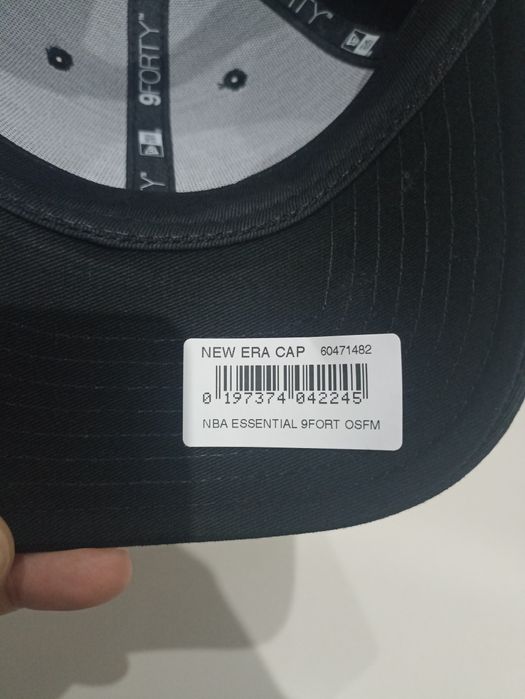 9FORTY
NEW ERA CAP 60471482
0 197374 042245
NBA ESSENTIAL 9FORT OSFM